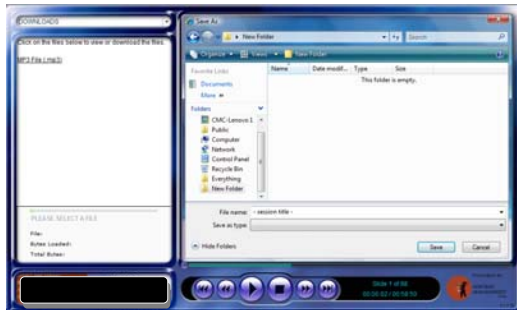 DOWNLOADS
Click on the files below to view or download the files.
MP3 File (.mp3)
PLEASE SELECT A FILE
File:
Bytes Loaded:
Total Bytes:
Save As
New Folder
Search
Organize
Views
New Folder
Favorite Links
Documents
More
Folders
CMC-Lenovo 1
Public
Computer
Network
Control Panel
Recycle Bin
Everything
New Folder
Name
Date modif...
Type
Size
This folder is empty.
File name: - session title -
Save as type:
Hide Folders
Save
Cancel
Slide 1 of 86